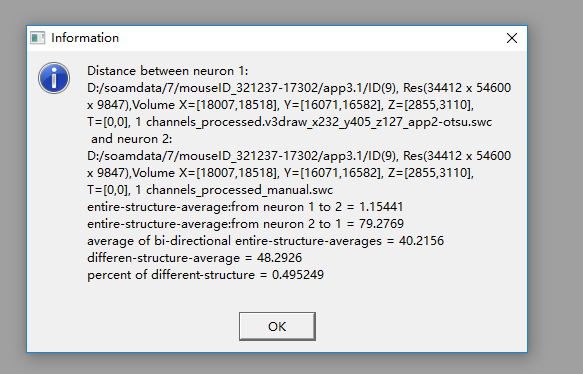 Information
Distance between neuron 1:
D:/soamdata/7/mouseID_321237-17302/app3.1/ID(9), Res(34412 x 54600
x 9847),Volume X=[18007,18518], Y=[16071,16582], Z=[2855,3110],
T=[0,0], 1 channels_processed.v3draw_x232_y405_z127_app2-otsu.swc
and neuron 2:
D:/soamdata/7/mouseID_321237-17302/app3.1/ID(9), Res(34412 x 54600
x 9847),Volume X=[18007,18518], Y=[16071,16582], Z=[2855,3110],
T=[0,0], 1 channels_processed_manual.swc
entire-structure-average:from neuron 1 to 2 = 1.15441
entire-structure-average:from neuron 2 to 1 = 79.2769
average of bi-directional entire-structure-averages = 40.2156
differen-structure-average = 48.2926
percent of different-structure = 0.495249
OK